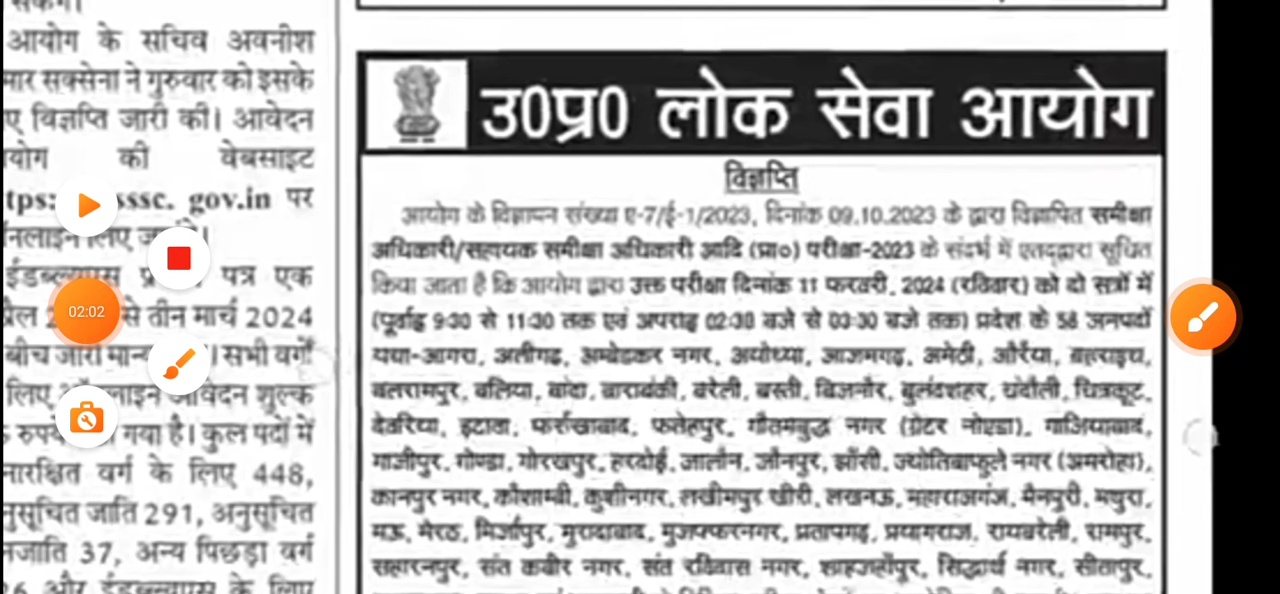 आयोग के सचिव अवनीश
मार सक्सेना ने गुरुवार को इसके
ए विज्ञप्ति जारी की। आवेदन
योग की वेबसाइट
sssc. gov.in पर
लिए
पत्र एक
से तीन मार्च 2024
बीच जारी सभी वर्गों
लिए आवेदन शुल्क
गया है। कुल पदों में
नारक्षित वर्ग के लिए 448,
नुसूचित जाति 291, अनुसूचित
नजाति 37, अन्य पिछड़ा वर्ग
और ईडब्ल्यूएस के लिए
02:02
उ0प्र0 लोक सेवा आयोग
विज्ञप्ति
आयोग के विज्ञापन संख्या ए-7/ई-1/2023, दिनांक 09.10.2023 के द्वारा विज्ञापित समीक्षा
अधिकारी/सहायक समीक्षा अधिकारी आदि (प्रा०) परीक्षा-2023 के संदर्भ में एतद्द्वारा सूचित
किया जाता है कि आयोग द्वारा उक्त परीक्षा दिनांक 11 फरवरी, 2024 (रविवार) को दो सत्रों में
(पूर्वाह्न 9:30 से 11:30 तक एवं अपराह्न 02:30 बजे से 03:30 बजे तक) प्रदेश के 58 जनपदों
यथा-आगरा, अलीगढ़, अम्बेडकर नगर, अयोध्या, आजमगढ़, अमेठी, औरैया, बहराइच,
बलरामपुर, बलिया, बांदा, बाराबंकी, बरेली, बस्ती, बिजनौर, बुलंदशहर, चंदौली, चित्रकूट,
देवरिया, इटावा, फर्रुखाबाद, फतेहपुर, गौतमबुद्ध नगर (ग्रेटर नोएडा), गाजियाबाद,
गाजीपुर, गोण्डा, गोरखपुर, हरदोई, जालौन, जौनपुर, झाँसी, ज्योतिबाफुले नगर (अमरोहा),
कानपुर नगर, कौशाम्बी, कुशीनगर, लखीमपुर खीरी, लखनऊ, महाराजगंज, मैनपुरी, मथुरा,
मऊ, मेरठ, मिर्जापुर, मुरादाबाद, मुजफ्फरनगर, प्रतापगढ़, प्रयागराज, रायबरेली, रामपुर,
सहारनपुर, संत कबीर नगर, संत रविदास नगर, शाहजहाँपुर, सिद्धार्थ नगर, सीतापुर,